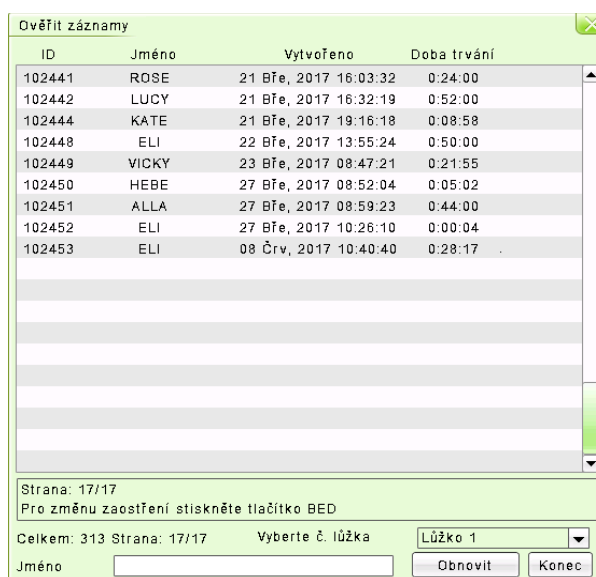 Ověřit záznamy
ID Jméno Vytvořeno Doba trvání
102441 ROSE 21 Bře, 2017 16:03:32 0:24:00
102442 LUCY 21 Bře, 2017 16:32:19 0:52:00
102444 KATE 21 Bře, 2017 19:16:18 0:08:58
102448 ELI 22 Bře, 2017 13:55:24 0:50:00
102449 VICKY 23 Bře, 2017 08:47:21 0:21:55
102450 HEBE 27 Bře, 2017 08:52:04 0:05:02
102451 ALLA 27 Bře, 2017 08:59:23 0:44:00
102452 ELI 27 Bře, 2017 10:26:10 0:00:04
102453 ELI 08 Črv, 2017 10:40:40 0:28:17
Strana: 17/17
Pro změnu zaostření stiskněte tlačítko BED
Celkem: 313 Strana: 17/17 Vyberte č. lůžka Lůžko 1
Jméno Obnovit Konec